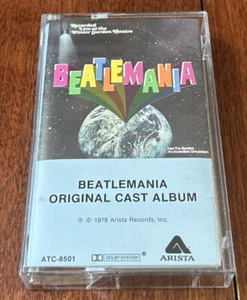 Recorded
Live at the
Winter Garden Theatre
BEATLEMANIA
Not The Beatles
An Incredible Simulation
BEATLEMANIA
ORIGINAL CAST ALBUM
℗ © 1978 Arista Records, Inc.
ATC-8501
DOLBY SYSTEM
ARISTA